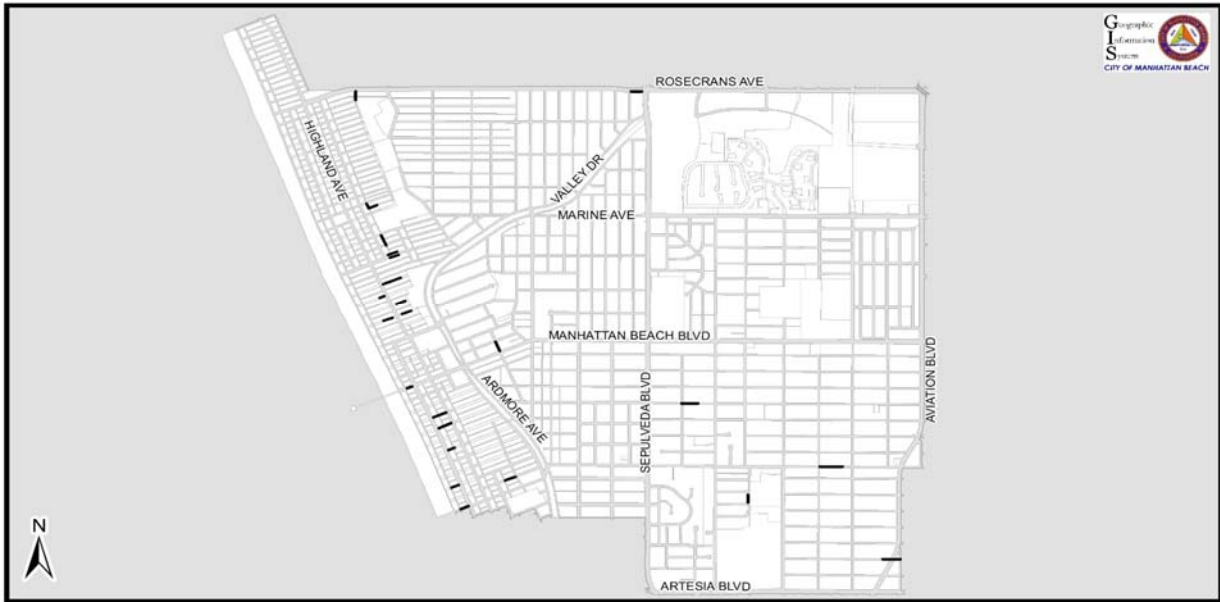 Geographic
Information
System
CITY OF MANHATTAN BEACH
ROSECRANS AVE
HIGHLAND AVE
VALLEY DR
MARINE AVE
MANHATTAN BEACH BLVD
AVIATION BLVD
ARDMORE AVE
SEPULVEDA BLVD
N
ARTESIA BLVD